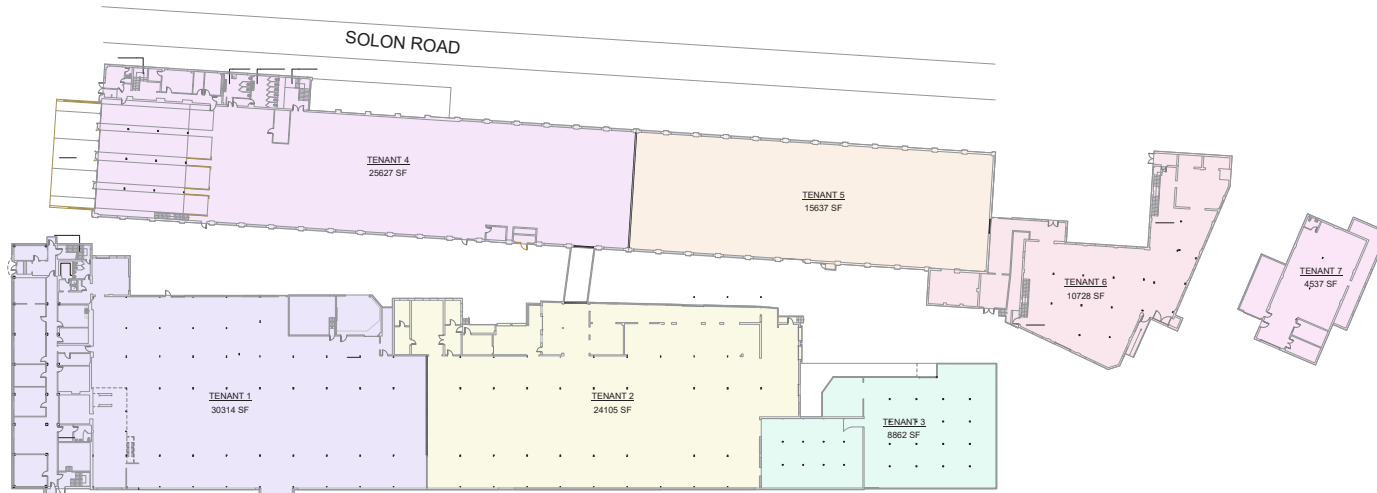 SOLON ROAD
TENANT 4
25627 SF
TENANT 5
15637 SF
TENANT 6
10728 SF
TENANT 7
4537 SF
TENANT 1
30314 SF
TENANT 2
24105 SF
TENANT 3
8862 SF